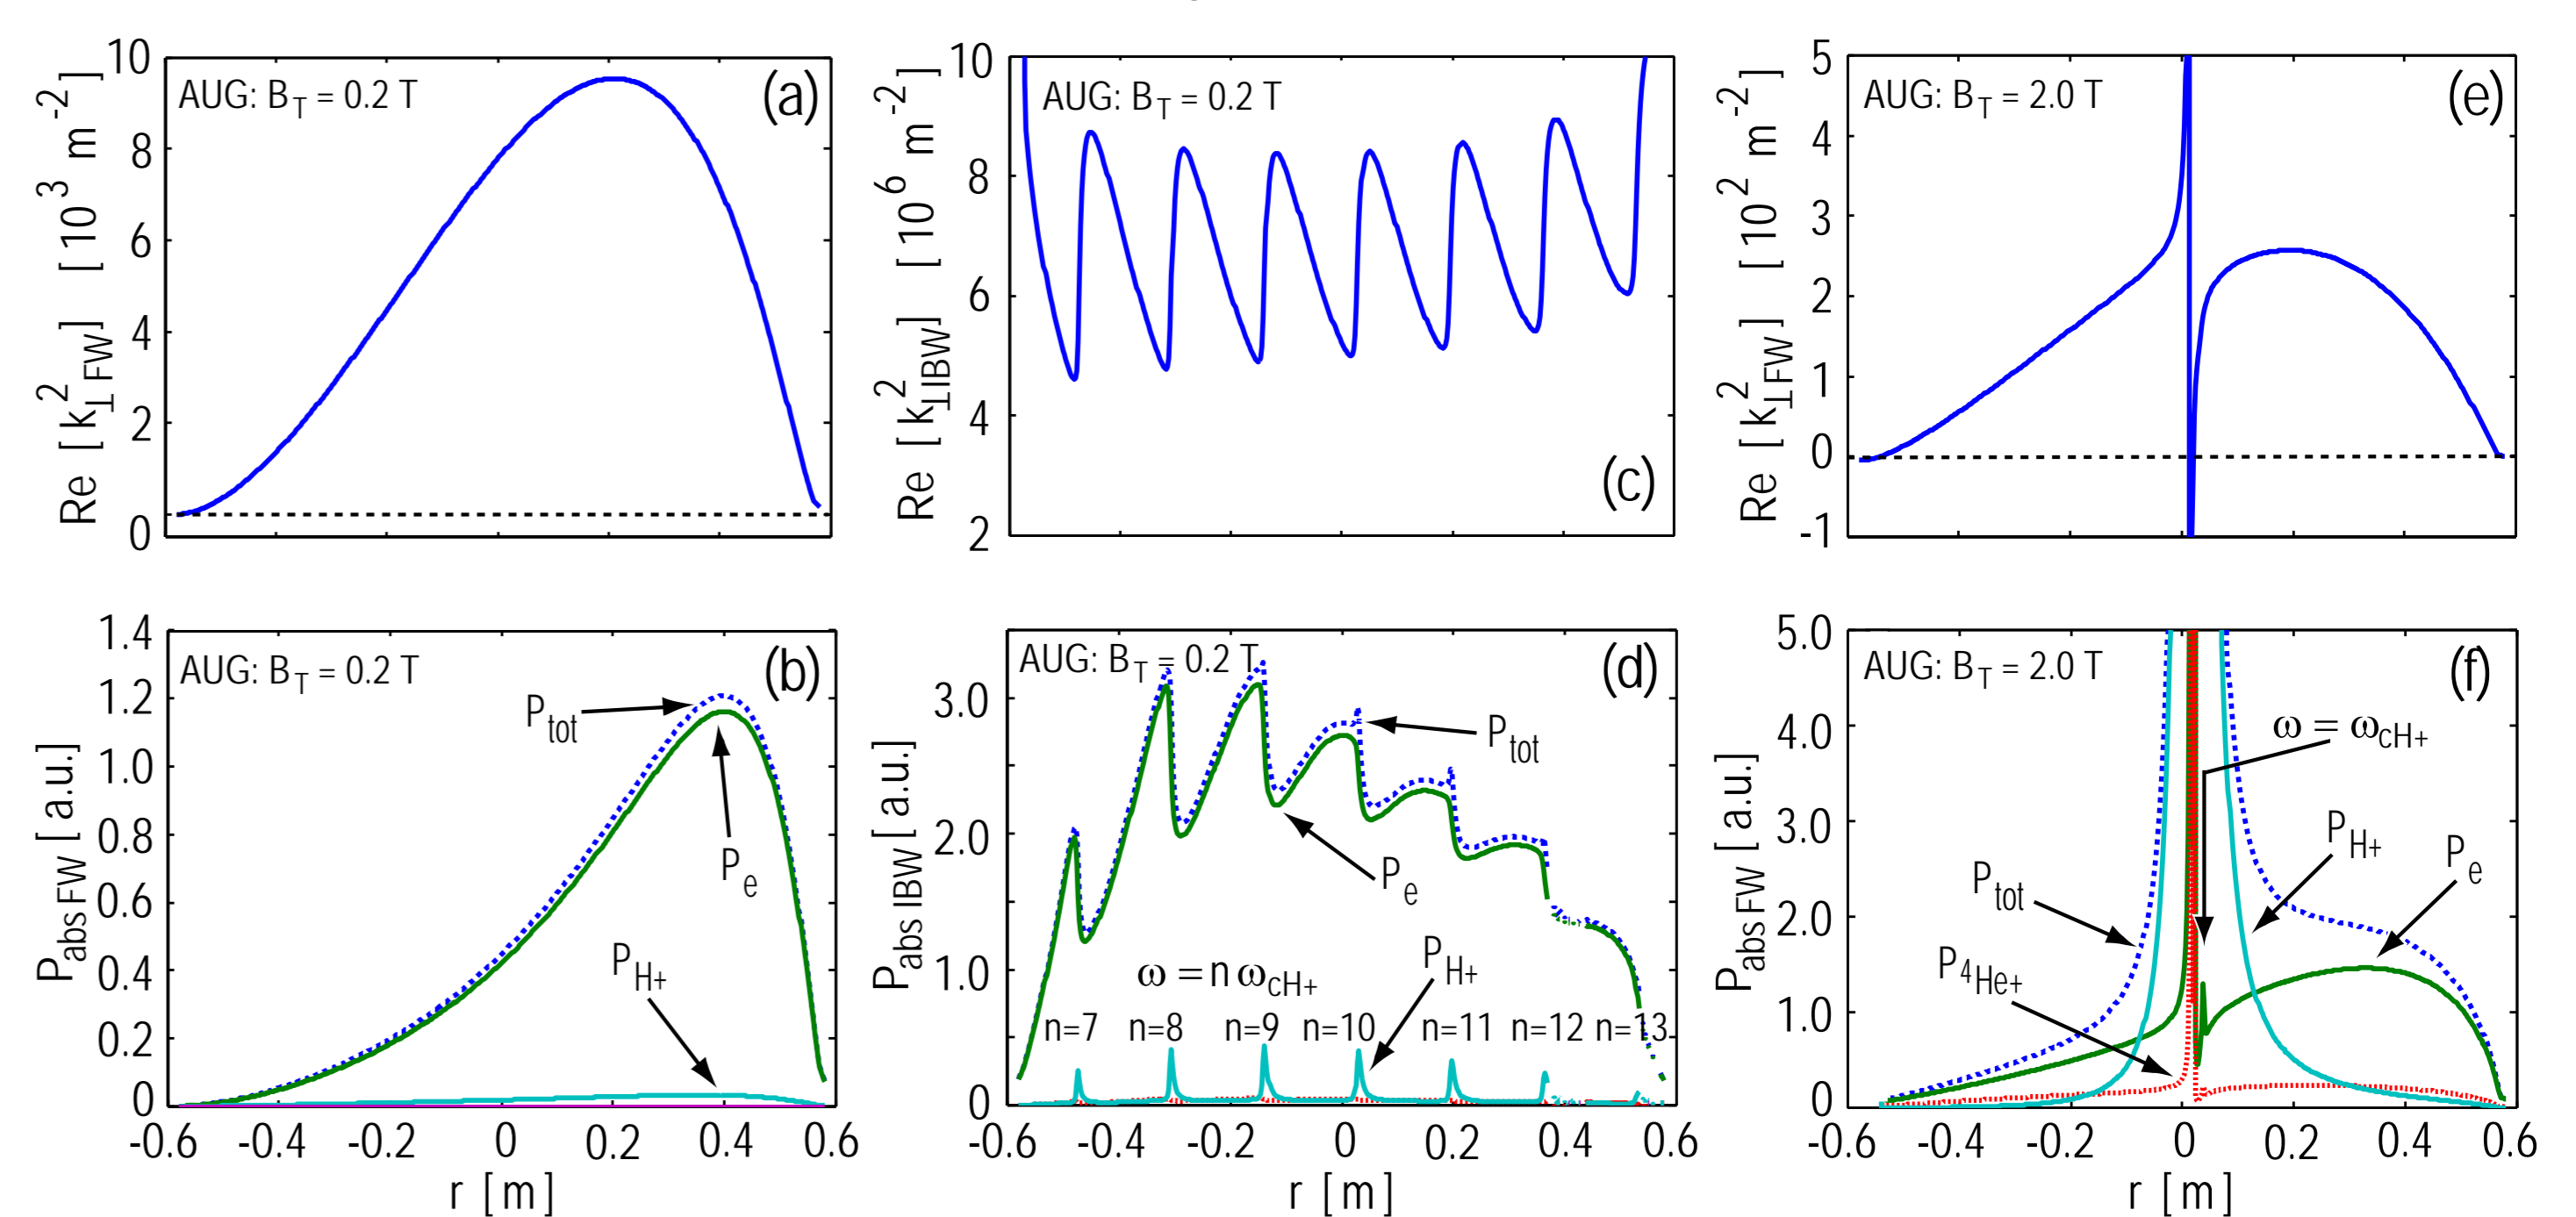 10
8
6
4
2
0
Re [k²⊥FW] [10³ m⁻²]
AUG: B_T = 0.2 T
(a)
10
8
6
4
2
Re [k²⊥IBW] [10⁶ m⁻²]
AUG: B_T = 0.2 T
(c)
5
4
3
2
1
0
-1
Re [k²⊥FW] [10² m⁻²]
AUG: B_T = 2.0 T
(e)
1.4
1.2
1.0
0.8
0.6
0.4
0.2
0
P_abs FW [a.u.]
AUG: B_T = 0.2 T
(b)
P_tot
P_e
P_H+
-0.6 -0.4 -0.2 0 0.2 0.4 0.6
r [m]
3.0
2.0
1.0
0
P_abs IBW [a.u.]
AUG: B_T = 0.2 T
(d)
P_tot
P_e
ω = n ω_cH+
P_H+
n=7 n=8 n=9 n=10 n=11 n=12 n=13
-0.6 -0.4 -0.2 0 0.2 0.4 0.6
r [m]
5.0
4.0
3.0
2.0
1.0
0
P_abs FW [a.u.]
AUG: B_T = 2.0 T
(f)
ω = ω_cH+
P_H+
P_e
P_tot
P_4He+
-0.6 -0.4 -0.2 0 0.2 0.4 0.6
r [m]